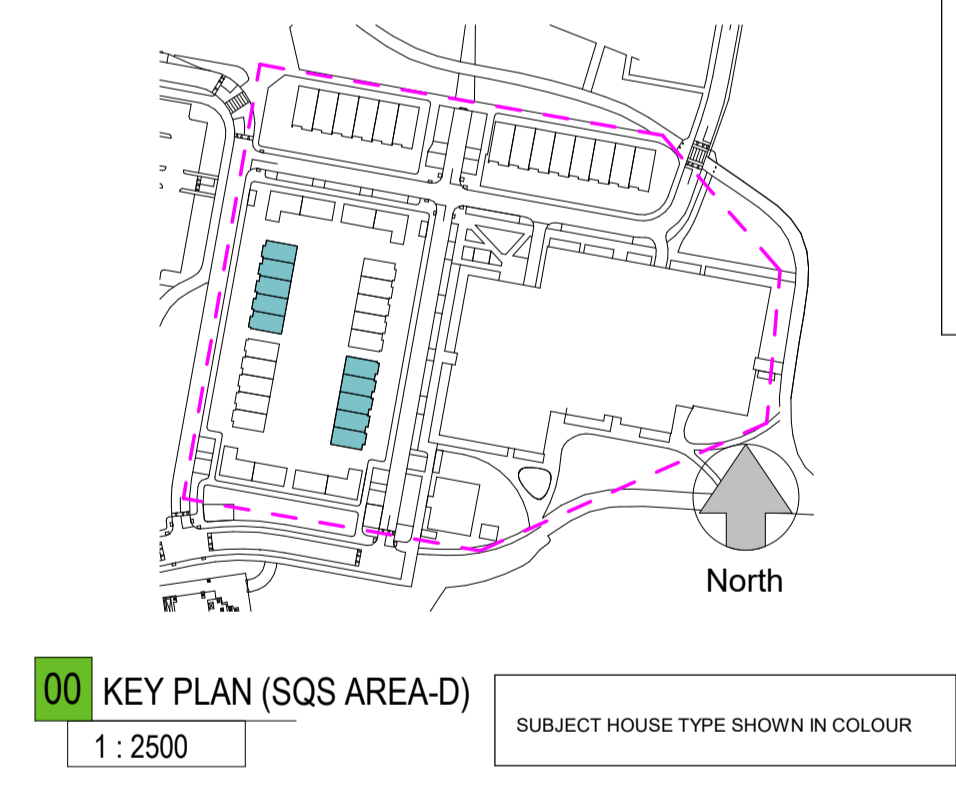 North
00 KEY PLAN (SQS AREA-D)
1 : 2500
SUBJECT HOUSE TYPE SHOWN IN COLOUR